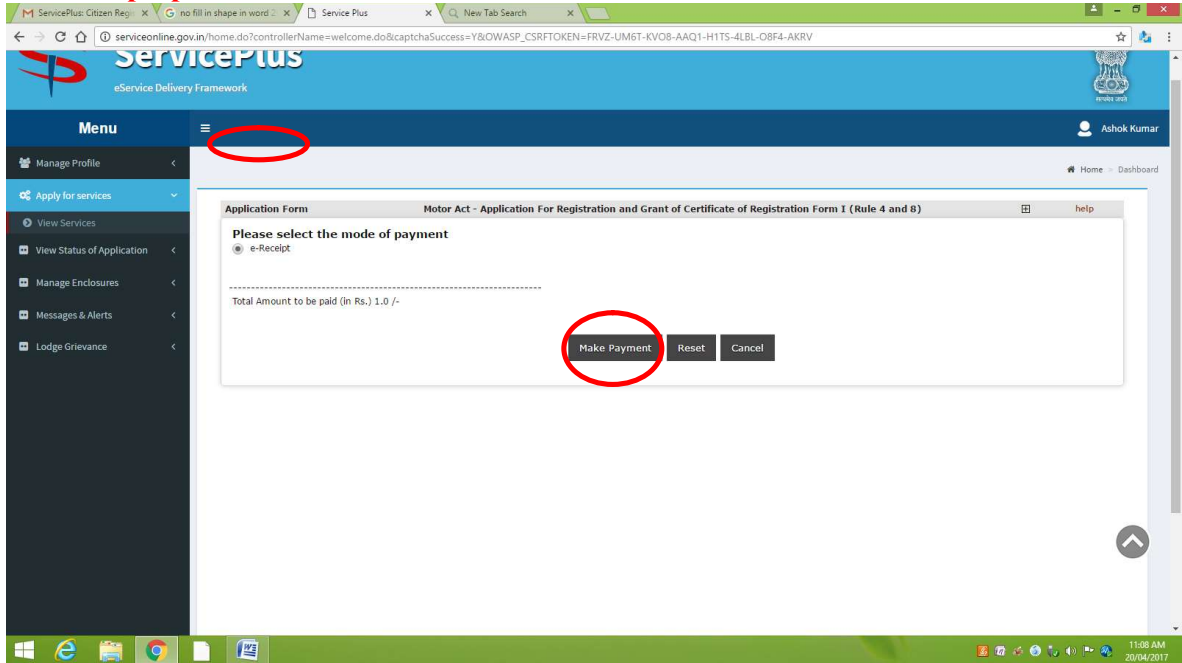 ServicePlus: Citizen Regi
no fill in shape in word 2
Service Plus
New Tab Search
serviceonline.gov.in/home.do?controllerName=welcome.do&captchaSuccess=Y&OWASP_CSRFTOKEN=FRVZ-UM6T-KVO8-AAQ1-H1TS-4LBL-O8F4-AKRV
ServicePlus
eService Delivery Framework
सत्यमेव जयते
Menu
Ashok Kumar
Manage Profile
Home
Dashboard
Apply for services
View Services
View Status of Application
Manage Enclosures
Messages & Alerts
Lodge Grievance
Application Form
Motor Act - Application For Registration and Grant of Certificate of Registration Form I (Rule 4 and 8)
help
Please select the mode of payment
e-Receipt
Total Amount to be paid (in Rs.) 1.0 /-
Make Payment
Reset
Cancel
11:08 AM
20/04/2017